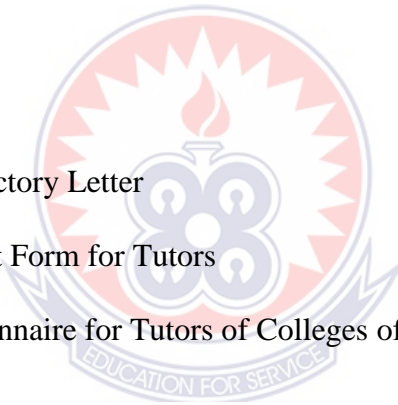 ctory Letter
t Form for Tutors
nnaire for Tutors of Colleges of
EDUCATION FOR SERVICE